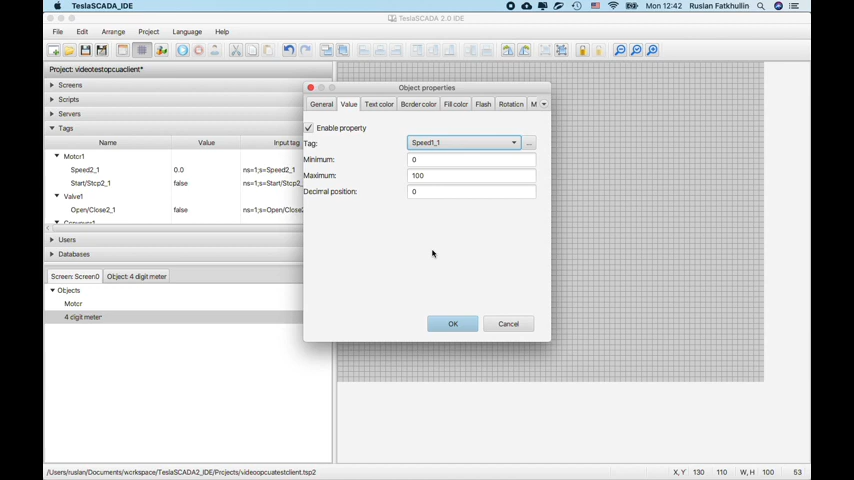 TeslaSCADA_IDE
Mon 12:42 Ruslan Fatkhullin
TeslaSCADA 2.0 IDE
File Edit Arrange Project Language Help
Project: videotestopcuaclient*
Screens
Scripts
Servers
Tags
Name Value Input tag
Motor1
Speed2_1 0.0 ns=1;s=Speed2_1
Start/Stop2_1 false ns=1;s=Start/Stop2_
Valve1
Open/Close2_1 false ns=1;s=Open/Close2
Conveyor1
Users
Databases
Screen: Screen0 Object: 4 digit meter
Objects
Motor
4 digit meter
Object properties
General Value Text color Border color Fill color Flash Rotation M
Enable property
Tag: Speed1_1 ...
Minimum: 0
Maximum: 100
Decimal position: 0
OK Cancel
/Users/ruslan/Documents/workspace/TeslaSCADA2_IDE/Projects/videoopcuatestclient.tsp2
X, Y 130 110 W, H 100 53